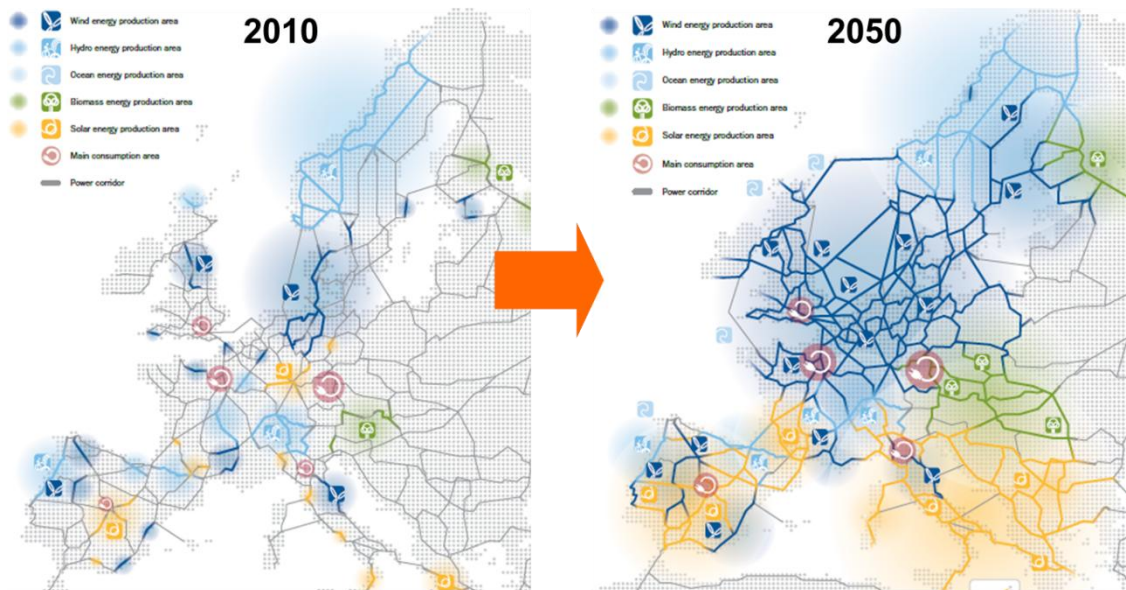 2010
Wind energy production area
Hydro energy production area
Ocean energy production area
Biomass energy production area
Solar energy production area
Main consumption area
Power corridor
2050
Wind energy production area
Hydro energy production area
Ocean energy production area
Biomass energy production area
Solar energy production area
Main consumption area
Power corridor